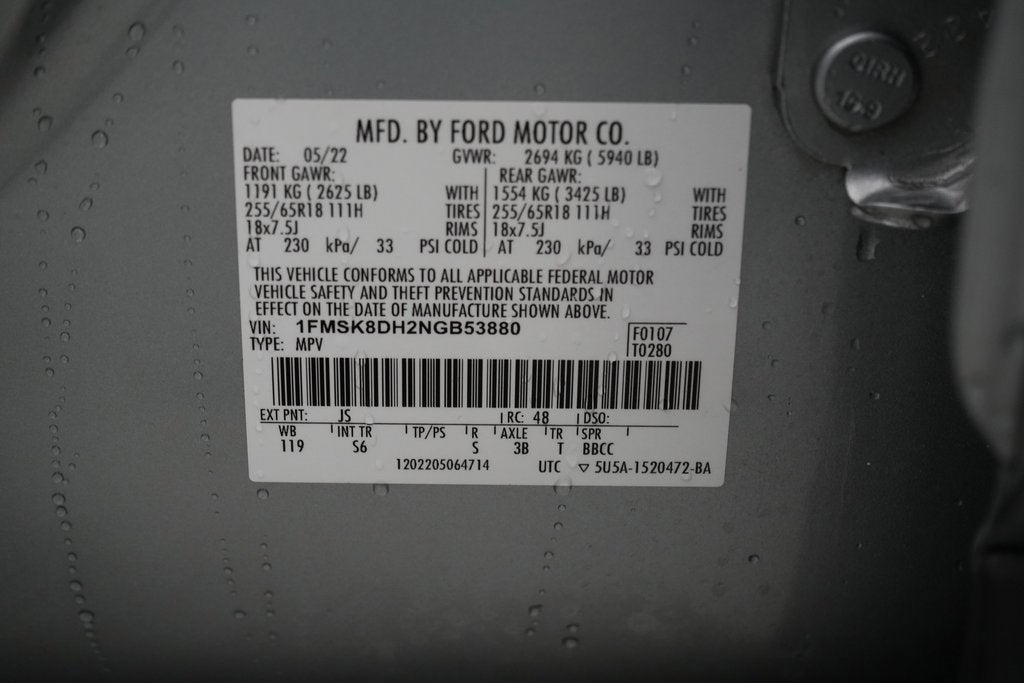 MFD. BY FORD MOTOR CO.
DATE: 05/22 GVWR: 2694 KG ( 5940 LB)
FRONT GAWR: REAR GAWR:
1191 KG ( 2625 LB) WITH 1554 KG ( 3425 LB) WITH
255/65R18 111H TIRES 255/65R18 111H TIRES
18x7.5J RIMS 18x7.5J RIMS
AT 230 kPa/ 33 PSI COLD AT 230 kPa/ 33 PSI COLD
THIS VEHICLE CONFORMS TO ALL APPLICABLE FEDERAL MOTOR
VEHICLE SAFETY AND THEFT PREVENTION STANDARDS IN
EFFECT ON THE DATE OF MANUFACTURE SHOWN ABOVE.
VIN: 1FMSK8DH2NGB53880
TYPE: MPV
F0107
T0280
EXT PNT: JS RC: 48 DSO:
WB INT TR TP/PS R AXLE TR SPR
119 S6 S 3B T BBCC
1202205064714 UTC ▽ 5U5A-1520472-BA